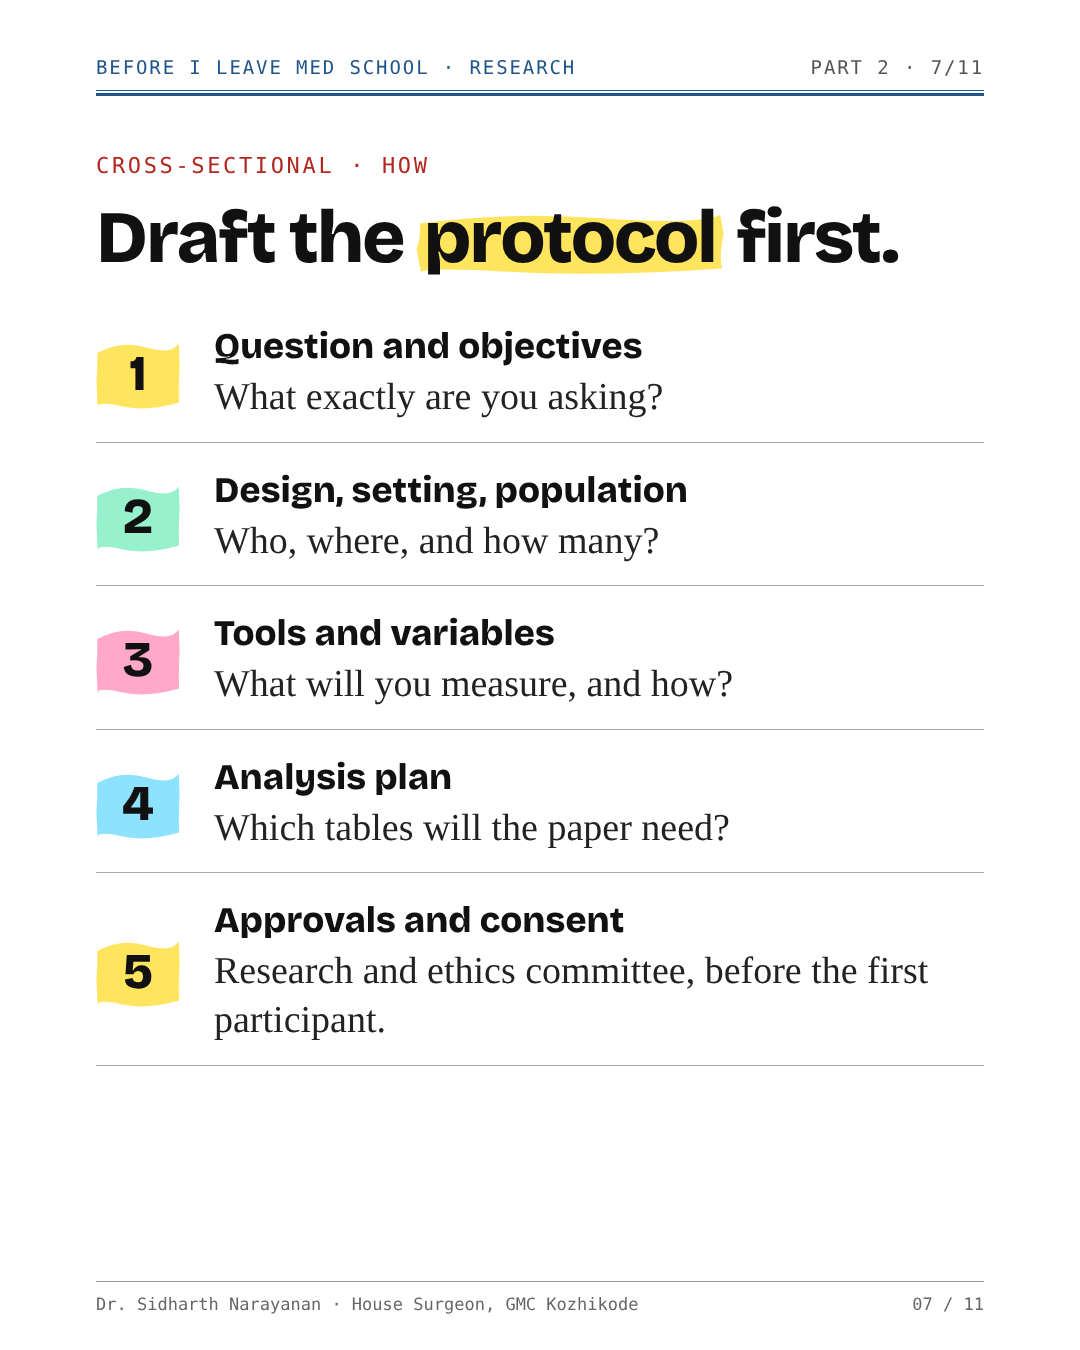 BEFORE I LEAVE MED SCHOOL · RESEARCH
PART 2 · 7/11
CROSS-SECTIONAL · HOW
Draft the protocol first.
1
Question and objectives
What exactly are you asking?
2
Design, setting, population
Who, where, and how many?
3
Tools and variables
What will you measure, and how?
4
Analysis plan
Which tables will the paper need?
5
Approvals and consent
Research and ethics committee, before the first
participant.
Dr. Sidharth Narayanan · House Surgeon, GMC Kozhikode
07 / 11